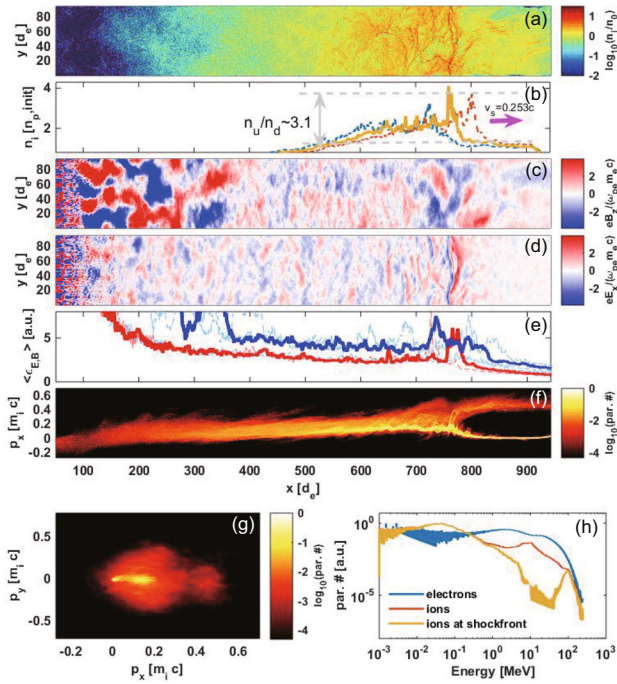 (a)
y [d_e]
80
60
40
20
log_10(n_i/n_0)
1
0
-1
-2
(b)
n_i [n_p,init]
4
2
n_u/n_d~3.1
v_s=0.253c
(c)
y [d_e]
80
60
40
20
eB_z/(ω_pe m_e c)
2
0
-2
(d)
y [d_e]
80
60
40
20
eE_x/(ω_pe m_e c)
2
0
-2
(e)
<ε_E,B> [a.u.]
5
0
(f)
p_x [m_i c]
0.6
0.4
0.2
0
-0.2
log_10(par. #)
0
-2
-4
100 200 300 400 500 600 700 800 900
x [d_e]
(g)
p_y [m_i c]
0.5
0
-0.5
-0.2 0 0.2 0.4 0.6
p_x [m_i c]
log_10(par. #)
0
-1
-2
-3
-4
(h)
par. # [a.u.]
10^0
10^-5
electrons
ions
ions at shockfront
10^-3 10^-2 10^-1 10^0 10^1 10^2 10^3
Energy [MeV]